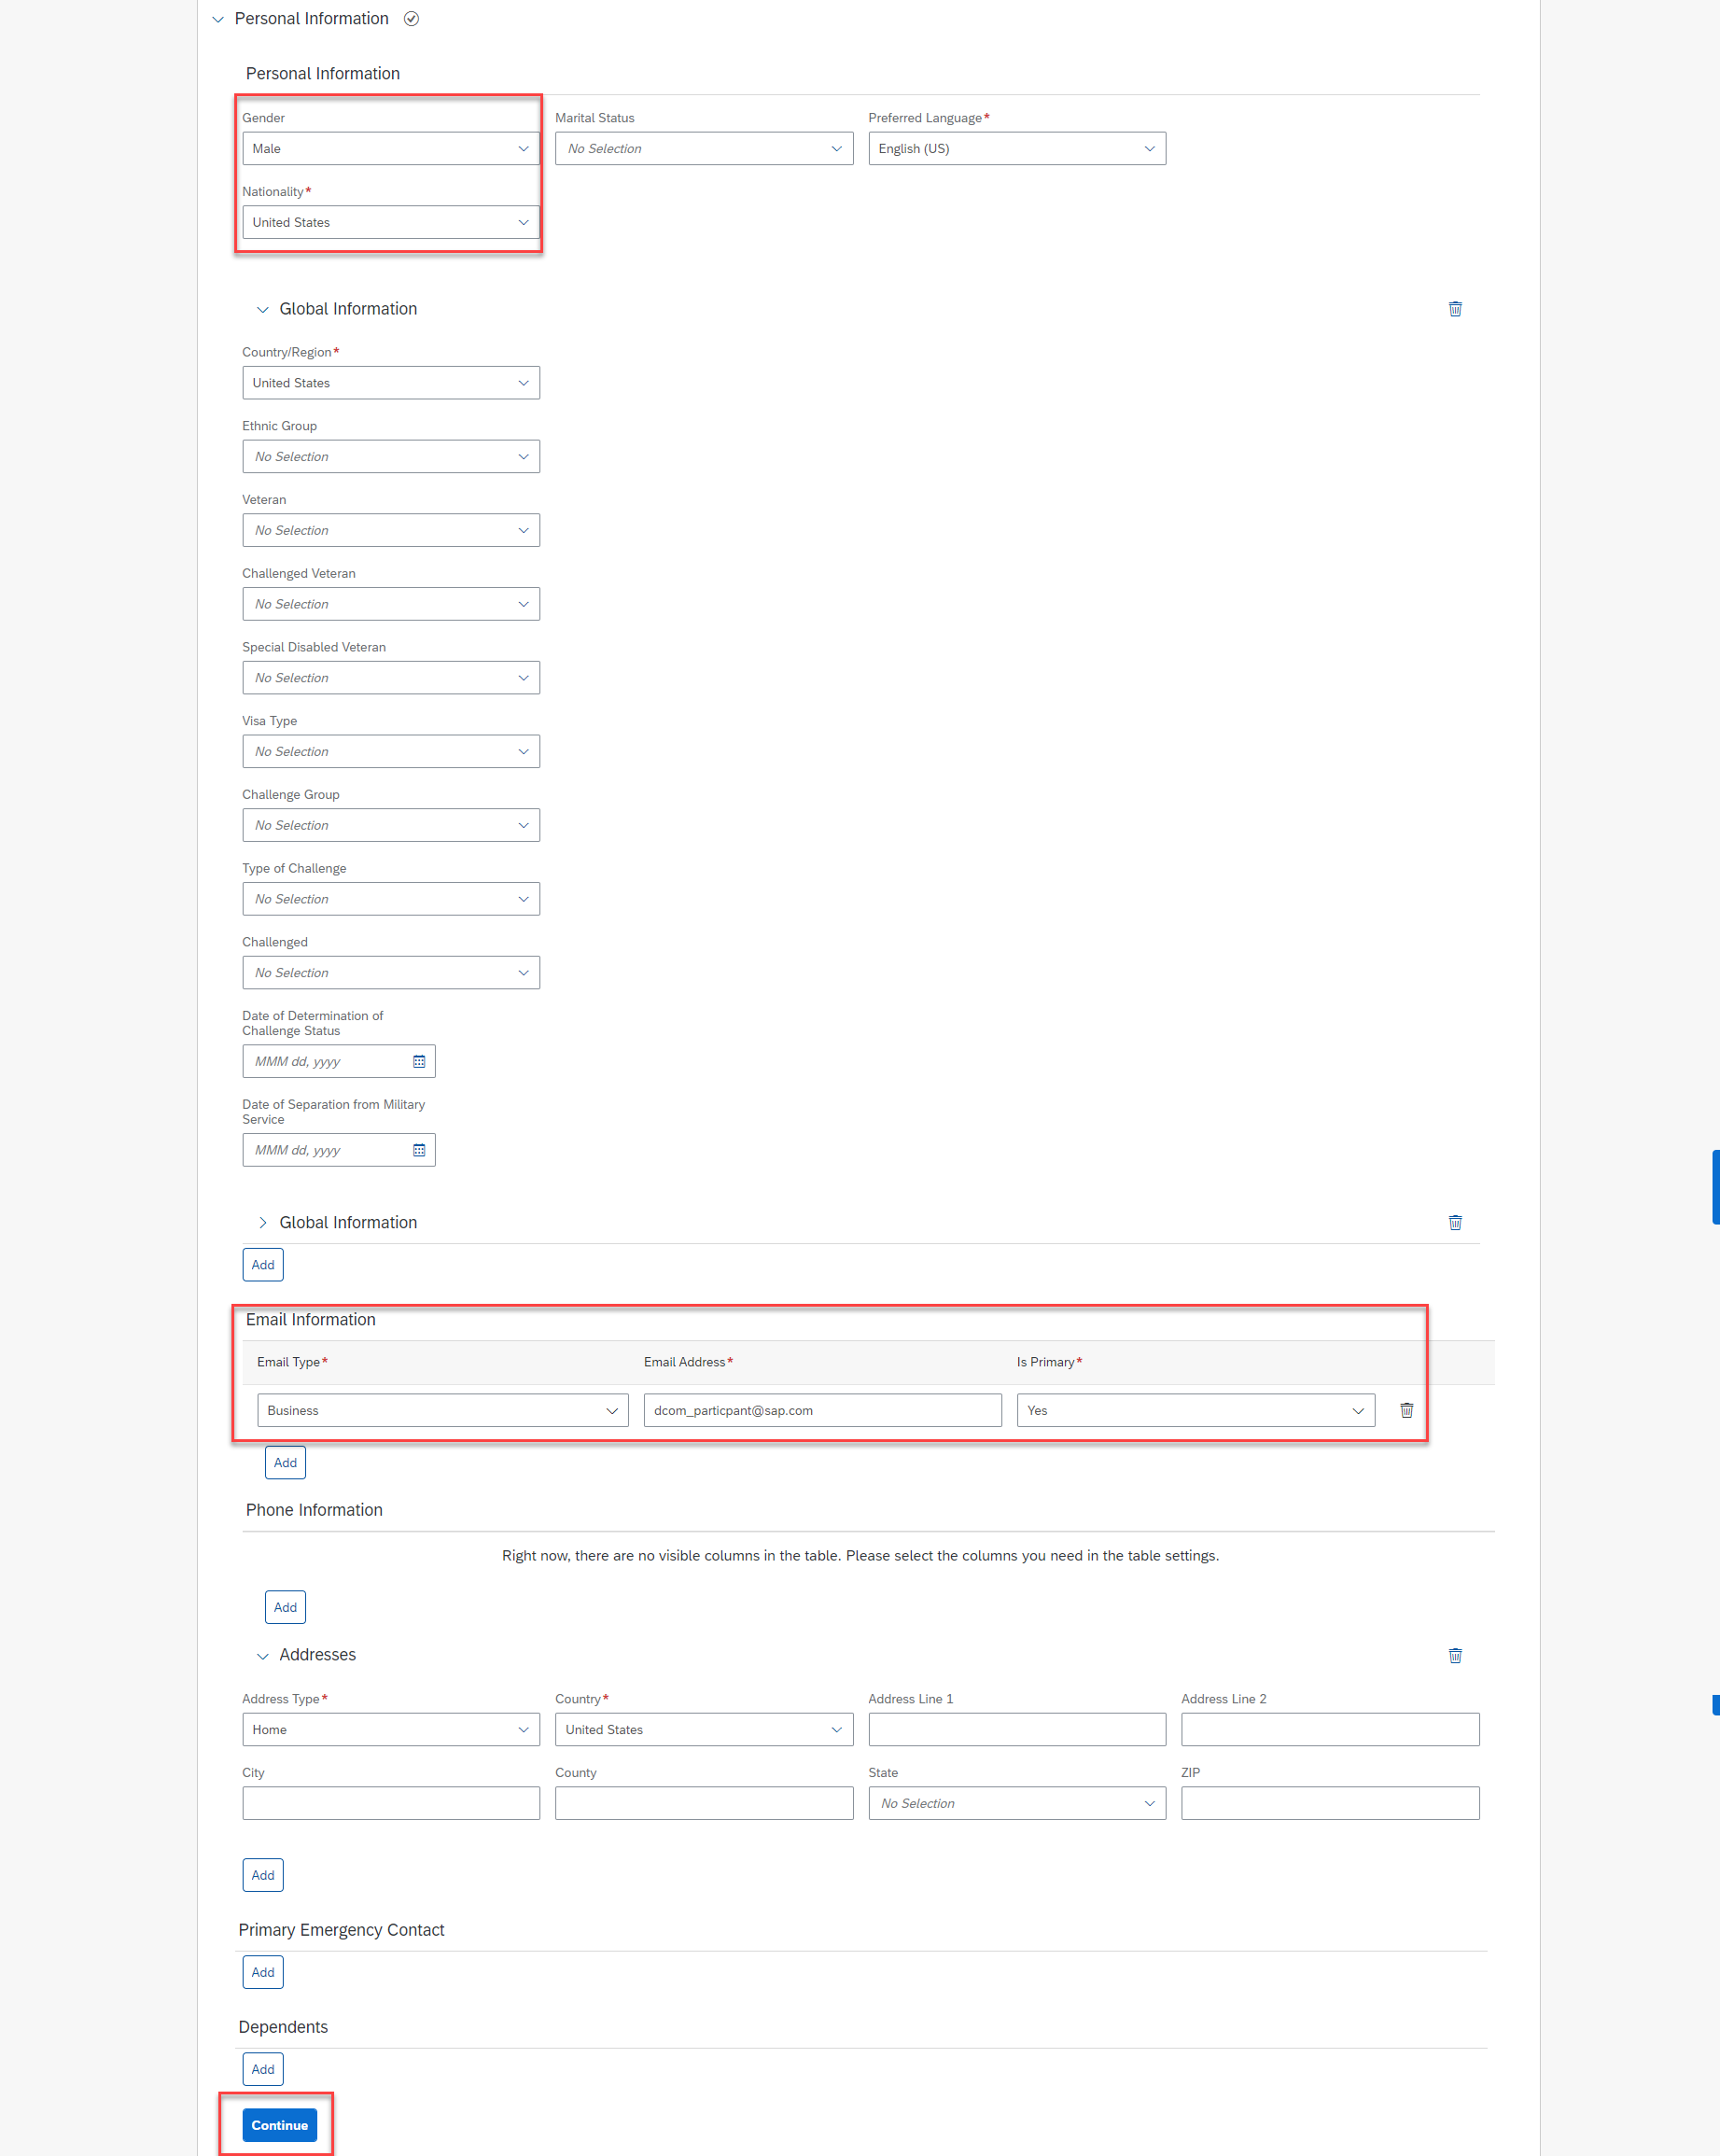 Personal Information
Personal Information
Gender Marital Status Preferred Language*
Male No Selection English (US)
Nationality*
United States
Global Information
Country/Region*
United States
Ethnic Group
No Selection
Veteran
No Selection
Challenged Veteran
No Selection
Special Disabled Veteran
No Selection
Visa Type
No Selection
Challenge Group
No Selection
Type of Challenge
No Selection
Challenged
No Selection
Date of Determination of
Challenge Status
MMM dd, yyyy
Date of Separation from Military
Service
MMM dd, yyyy
Global Information
Add
Email Information
Email Type* Email Address* Is Primary*
Business dcom_particpant@sap.com Yes
Add
Phone Information
Right now, there are no visible columns in the table. Please select the columns you need in the table settings.
Add
Addresses
Address Type* Country* Address Line 1 Address Line 2
Home United States
City County State ZIP
No Selection
Add
Primary Emergency Contact
Add
Dependents
Add
Continue